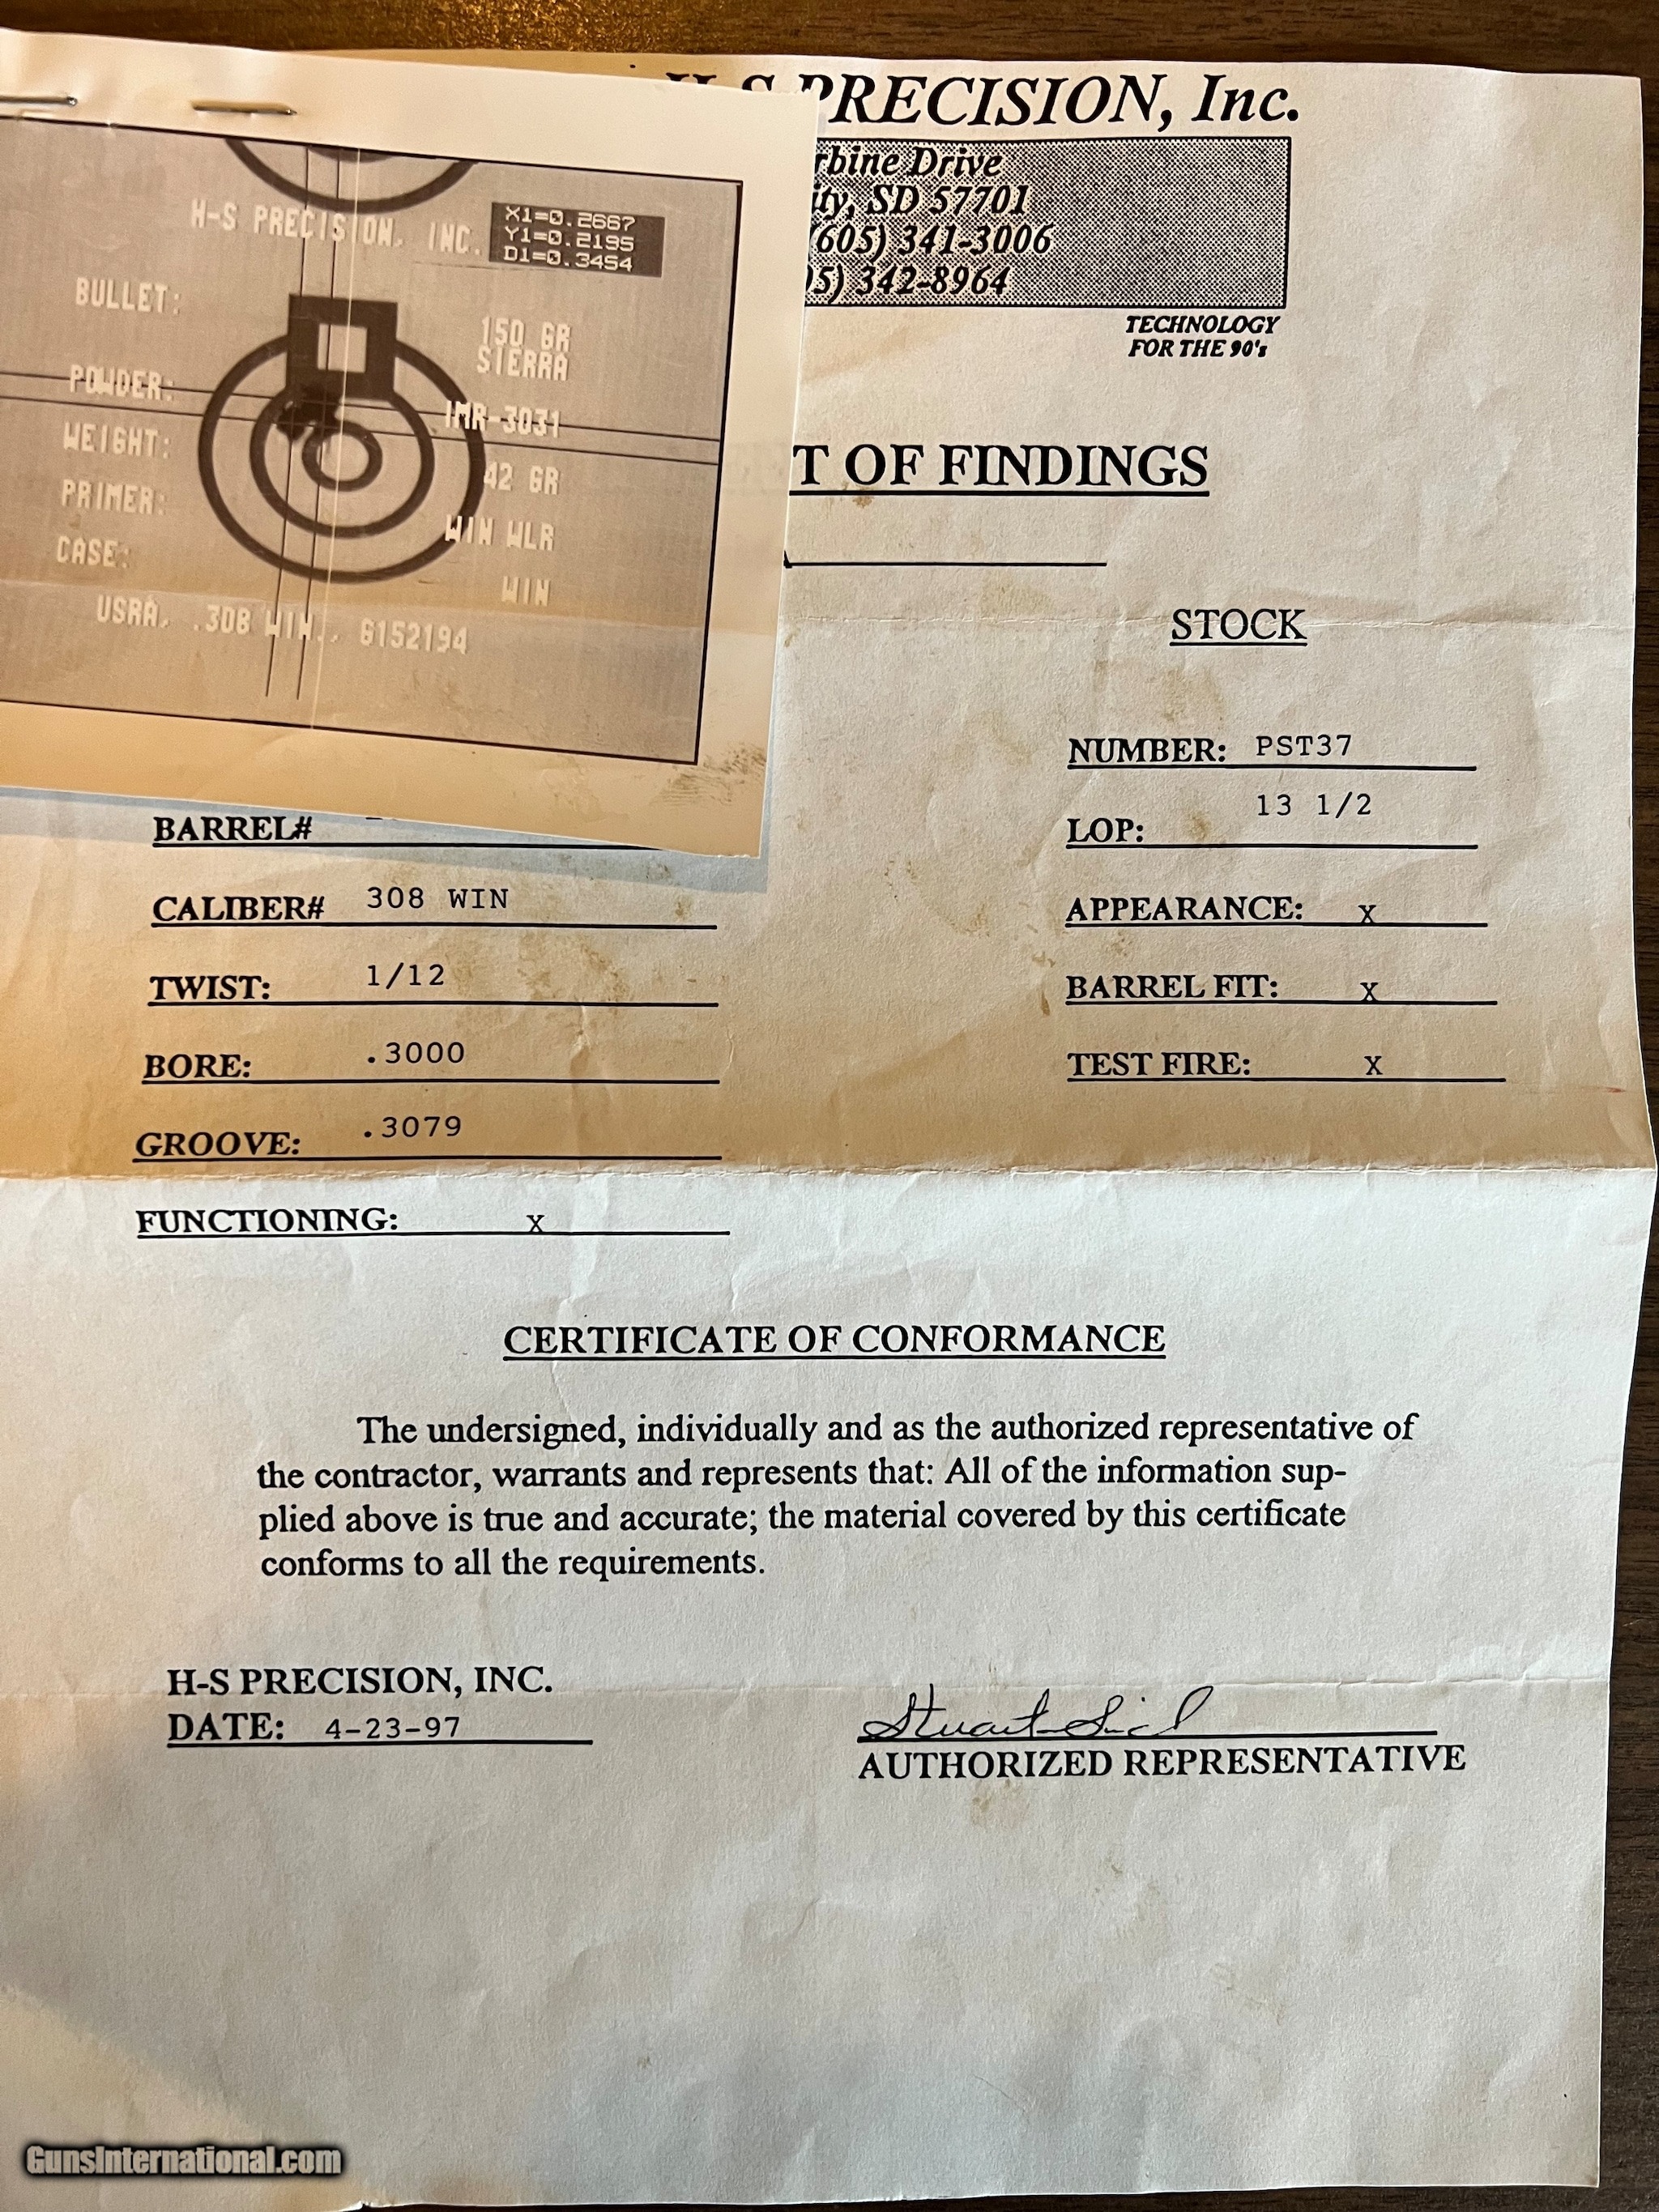 PRECISION, Inc.
Drive
SD 57701
(605) 341-3006
342-8964
TECHNOLOGY
FOR THE 90's
H-S PRECISION, INC.
X1=0.2667
Y1=0.2195
D1=0.3454
BULLET: 150 GR
SIERRA
POWDER: IMR-3031
WEIGHT: 42 GR
PRIMER: WIN WLR
CASE: WIN
USRA, .308 WIN., G152194
T OF FINDINGS
STOCK
NUMBER: PST37
LOP: 13 1/2
APPEARANCE: x
BARREL FIT: x
TEST FIRE: x
BARREL#
CALIBER# 308 WIN
TWIST: 1/12
BORE: .3000
GROOVE: .3079
FUNCTIONING: x
CERTIFICATE OF CONFORMANCE
The undersigned, individually and as the authorized representative of
the contractor, warrants and represents that: All of the information sup-
plied above is true and accurate; the material covered by this certificate
conforms to all the requirements.
H-S PRECISION, INC.
DATE: 4-23-97
Stuart
AUTHORIZED REPRESENTATIVE
GunsInternational.com